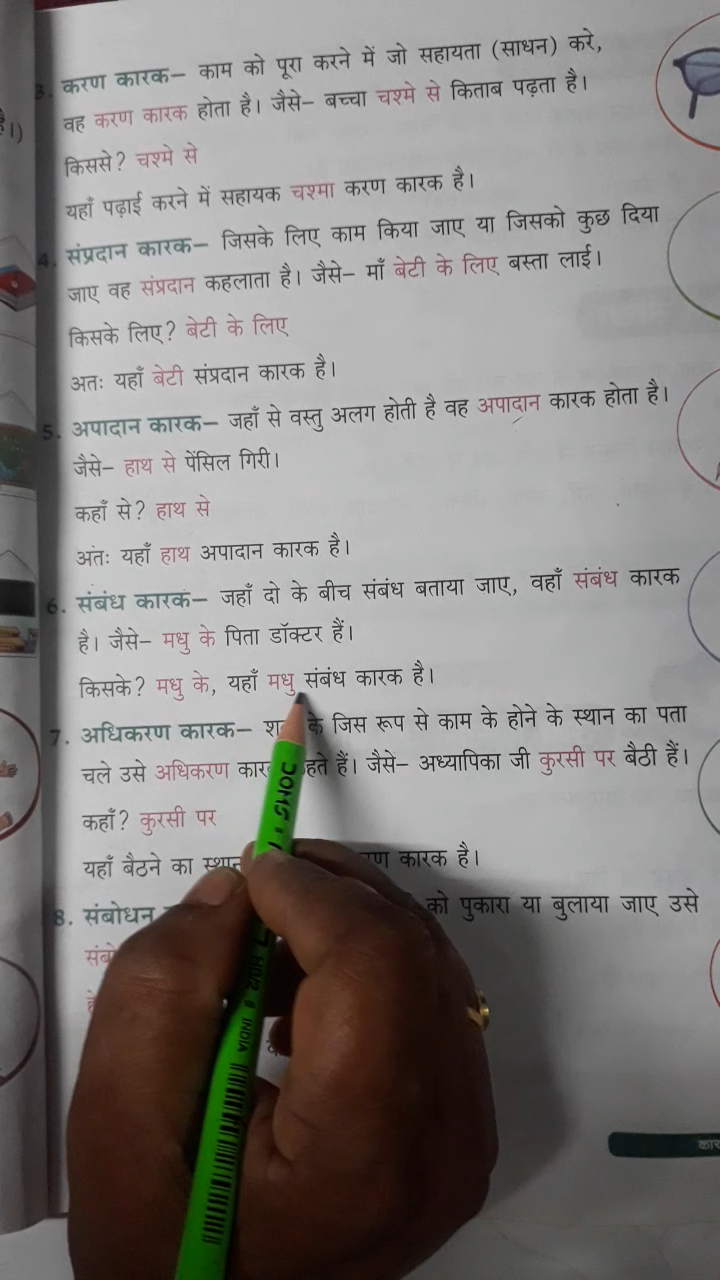 है।)
3. करण कारक– काम को पूरा करने में जो सहायता (साधन) करे,
वह करण कारक होता है। जैसे– बच्चा चश्मे से किताब पढ़ता है।
किससे? चश्मे से
यहाँ पढ़ाई करने में सहायक चश्मा करण कारक है।
4. संप्रदान कारक– जिसके लिए काम किया जाए या जिसको कुछ दिया
जाए वह संप्रदान कहलाता है। जैसे– माँ बेटी के लिए बस्ता लाई।
किसके लिए? बेटी के लिए
अतः यहाँ बेटी संप्रदान कारक है।
5. अपादान कारक– जहाँ से वस्तु अलग होती है वह अपादान कारक होता है।
जैसे– हाथ से पेंसिल गिरी।
कहाँ से? हाथ से
अंतः यहाँ हाथ अपादान कारक है।
6. संबंध कारक– जहाँ दो के बीच संबंध बताया जाए, वहाँ संबंध कारक
है। जैसे– मधु के पिता डॉक्टर हैं।
किसके? मधु के, यहाँ मधु संबंध कारक है।
7. अधिकरण कारक– के जिस रूप से काम के होने के स्थान का पता
चले उसे अधिकरण हैं। जैसे– अध्यापिका जी कुरसी पर बैठी हैं।
कहाँ? कुरसी पर
यहाँ बैठने का कारक है।
8. संबोधन को पुकारा या बुलाया जाए उसे
HB/2 INDIA